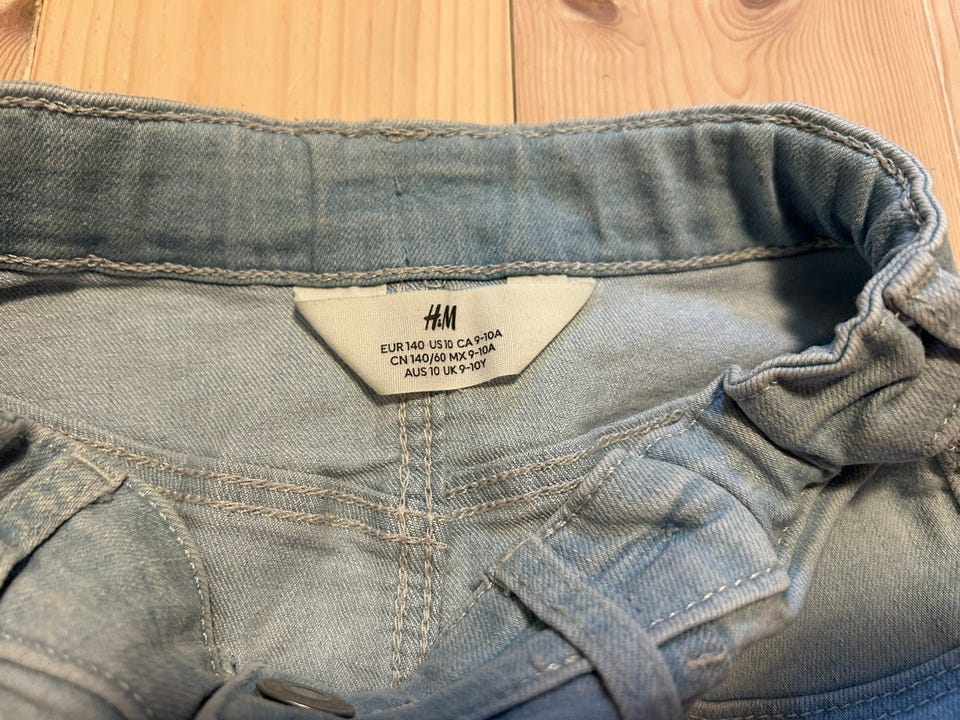 H&M
EUR 140 US 10 CA 9-10A
CN 140/60 MX 9-10A
AUS 10 UK 9-10Y